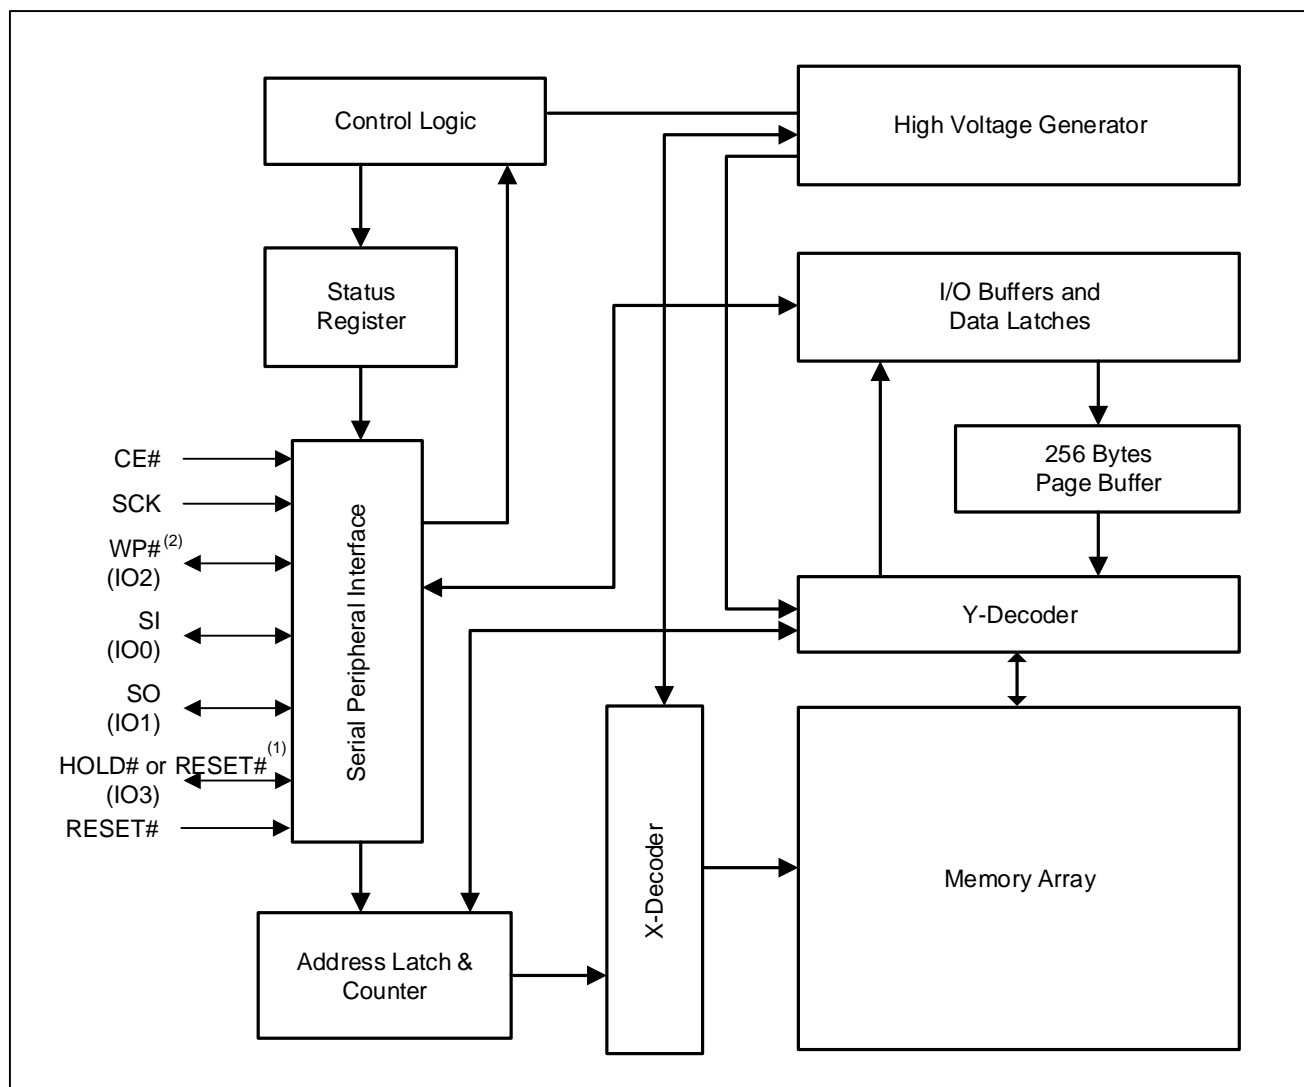 Control Logic
High Voltage Generator
Status
Register
I/O Buffers and
Data Latches
256 Bytes
Page Buffer
CE#
SCK
WP#(2)
(IO2)
SI
(IO0)
SO
(IO1)
HOLD# or RESET#(1)
(IO3)
RESET#
Serial Peripheral Interface
Y-Decoder
X-Decoder
Memory Array
Address Latch &
Counter